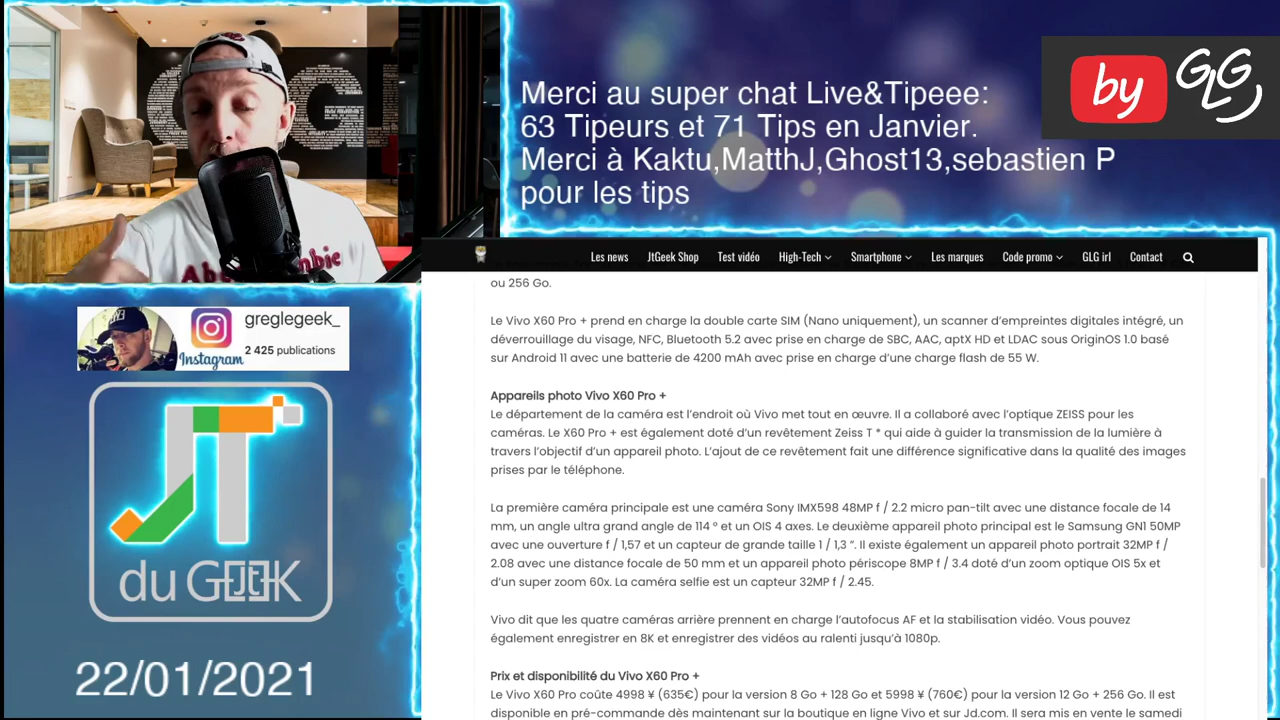 Merci au super chat Live&Tipeee:
63 Tipeurs et 71 Tips en Janvier.
Merci à Kaktu,MatthJ,Ghost13,sebastien P
pour les tips
by GLG
Les news JtGeek Shop Test vidéo High-Tech Smartphone Les marques Code promo GLG irl Contact
ou 256 Go.
Le Vivo X60 Pro + prend en charge la double carte SIM (Nano uniquement), un scanner d’empreintes digitales intégré, un
déverrouillage du visage, NFC, Bluetooth 5.2 avec prise en charge de SBC, AAC, aptX HD et LDAC sous OriginOS 1.0 basé
sur Android 11 avec une batterie de 4200 mAh avec prise en charge d’une charge flash de 55 W.
Appareils photo Vivo X60 Pro +
Le département de la caméra est l’endroit où Vivo met tout en œuvre. Il a collaboré avec l’optique ZEISS pour les
caméras. Le X60 Pro + est également doté d’un revêtement Zeiss T * qui aide à guider la transmission de la lumière à
travers l’objectif d’un appareil photo. L’ajout de ce revêtement fait une différence significative dans la qualité des images
prises par le téléphone.
La première caméra principale est une caméra Sony IMX598 48MP f / 2.2 micro pan-tilt avec une distance focale de 14
mm, un angle ultra grand angle de 114 ° et un OIS 4 axes. Le deuxième appareil photo principal est le Samsung GN1 50MP
avec une ouverture f / 1,57 et un capteur de grande taille 1 / 1,3 ″. Il existe également un appareil photo portrait 32MP f /
2.08 avec une distance focale de 50 mm et un appareil photo périscope 8MP f / 3.4 doté d’un zoom optique OIS 5x et
d’un super zoom 60x. La caméra selfie est un capteur 32MP f / 2.45.
Vivo dit que les quatre caméras arrière prennent en charge l’autofocus AF et la stabilisation vidéo. Vous pouvez
également enregistrer en 8K et enregistrer des vidéos au ralenti jusqu’à 1080p.
Prix et disponibilité du Vivo X60 Pro +
Le Vivo X60 Pro coûte 4998 ¥ (635€) pour la version 8 Go + 128 Go et 5998 ¥ (760€) pour la version 12 Go + 256 Go. Il est
disponible en pré-commande dès maintenant sur la boutique en ligne Vivo et sur Jd.com. Il sera mis en vente le samedi
greglegeek_
2 425 publications
Instagram
JT
du GEEK
22/01/2021